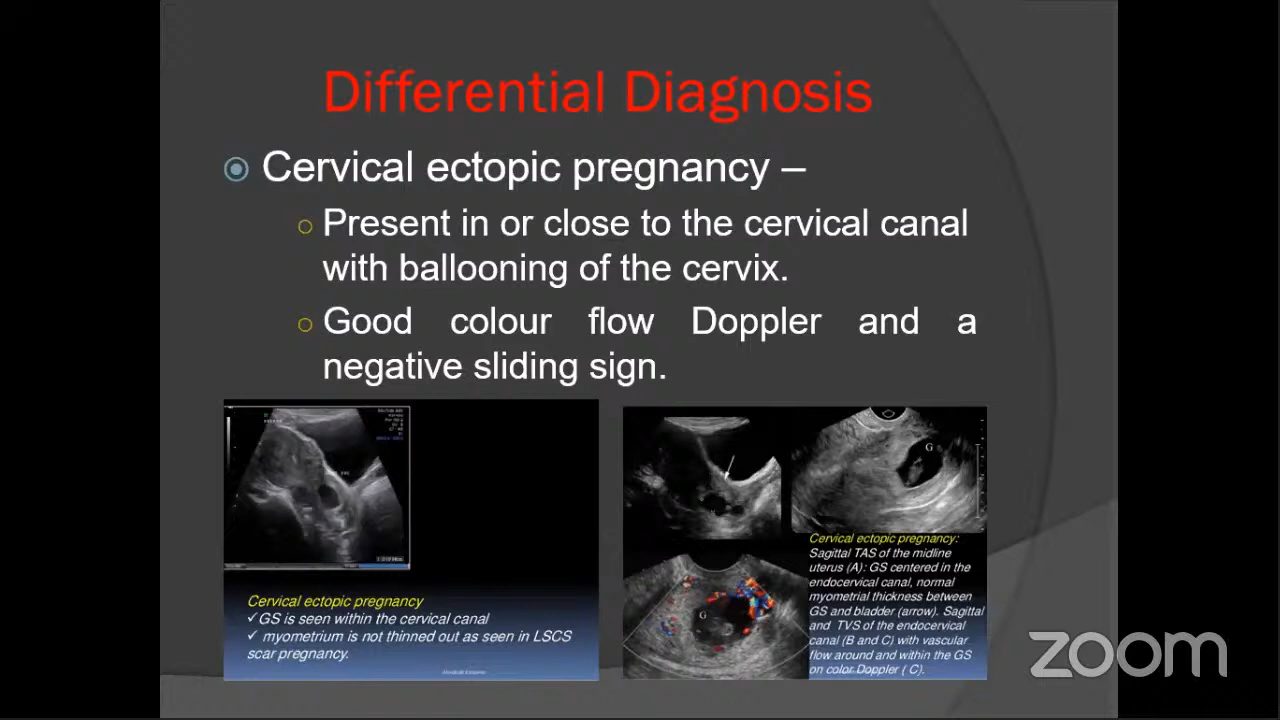 Differential Diagnosis
Cervical ectopic pregnancy –
Present in or close to the cervical canal
with ballooning of the cervix.
Good colour flow Doppler and a
negative sliding sign.
Cervical ectopic pregnancy
✓GS is seen within the cervical canal
✓ myometrium is not thinned out as seen in LSCS
scar pregnancy.
G
G
Cervical ectopic pregnancy:
Sagittal TAS of the midline
uterus (A): GS centered in the
endocervical canal, normal
myometrial thickness between
GS and bladder (arrow). Sagittal
and TVS of the endocervical
canal (B and C) with vascular
flow around and within the GS
on color Doppler ( C).
zoom